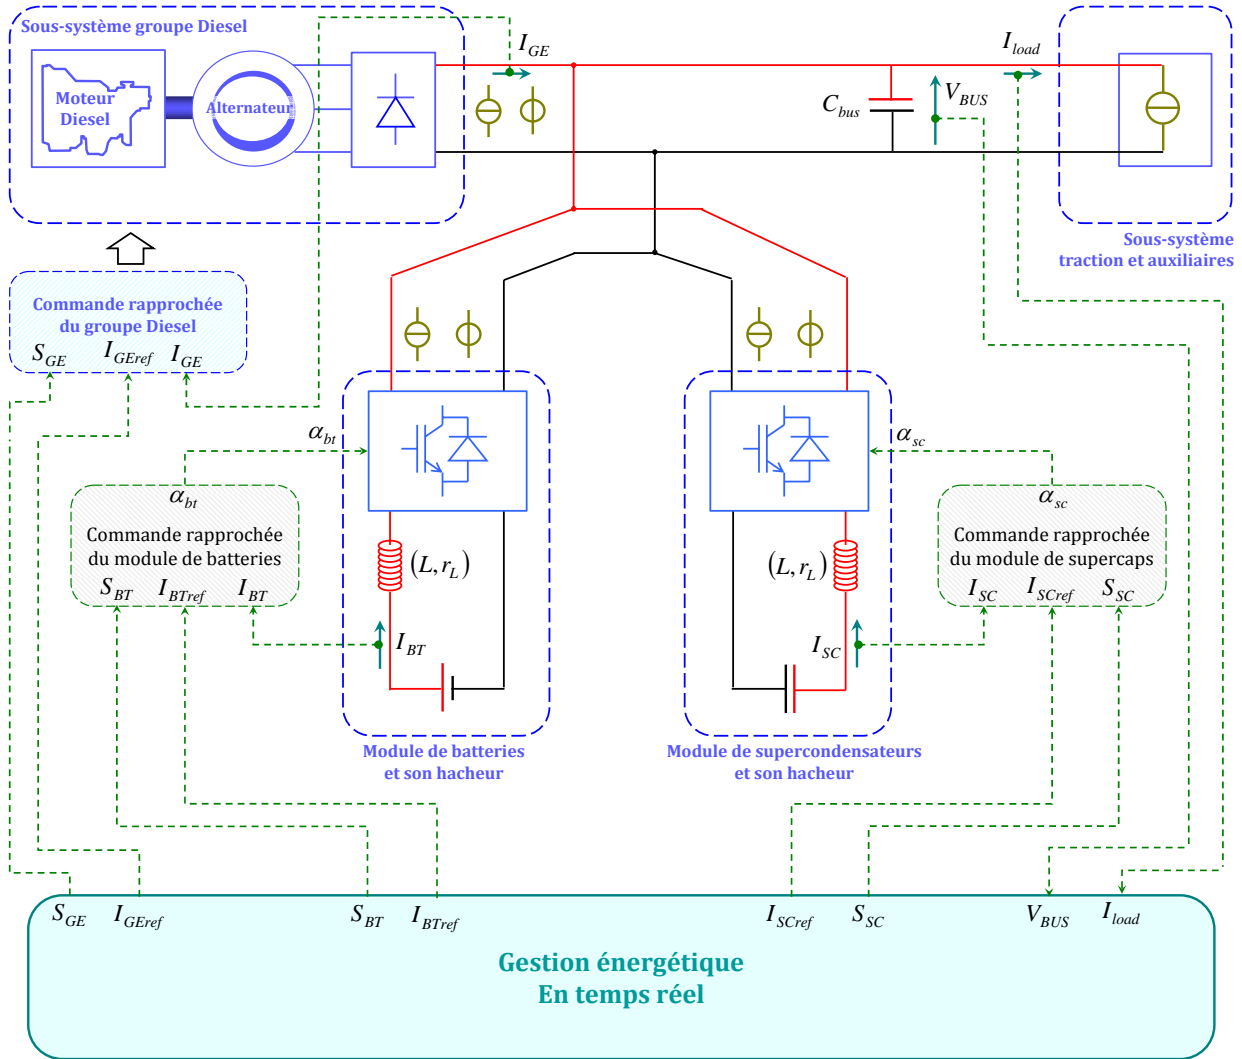 Sous-système groupe Diesel
I_GE
I_load
Moteur
Diesel
Alternateur
C_bus
V_BUS
Sous-système
traction et auxiliaires
Commande rapprochée
du groupe Diesel
S_GE I_GEref I_GE
α_bt
α_sc
α_bt
Commande rapprochée
du module de batteries
S_BT I_BTref I_BT
(L, r_L)
(L, r_L)
α_sc
Commande rapprochée
du module de supercaps
I_SC I_SCref S_SC
I_BT
I_SC
Module de batteries
et son hacheur
Module de supercondensateurs
et son hacheur
S_GE I_GEref S_BT I_BTref I_SCref S_SC V_BUS I_load
Gestion énergétique
En temps réel